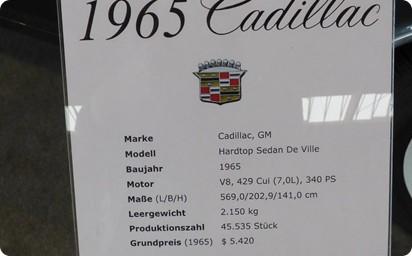 1965 Cadillac
Marke Cadillac, GM
Modell Hardtop Sedan De Ville
Baujahr 1965
Motor V8, 429 Cui (7,0L), 340 PS
Maße (L/B/H) 569,0/202,9/141,0 cm
Leergewicht 2.150 kg
Produktionszahl 45.535 Stück
Grundpreis (1965) $ 5.420